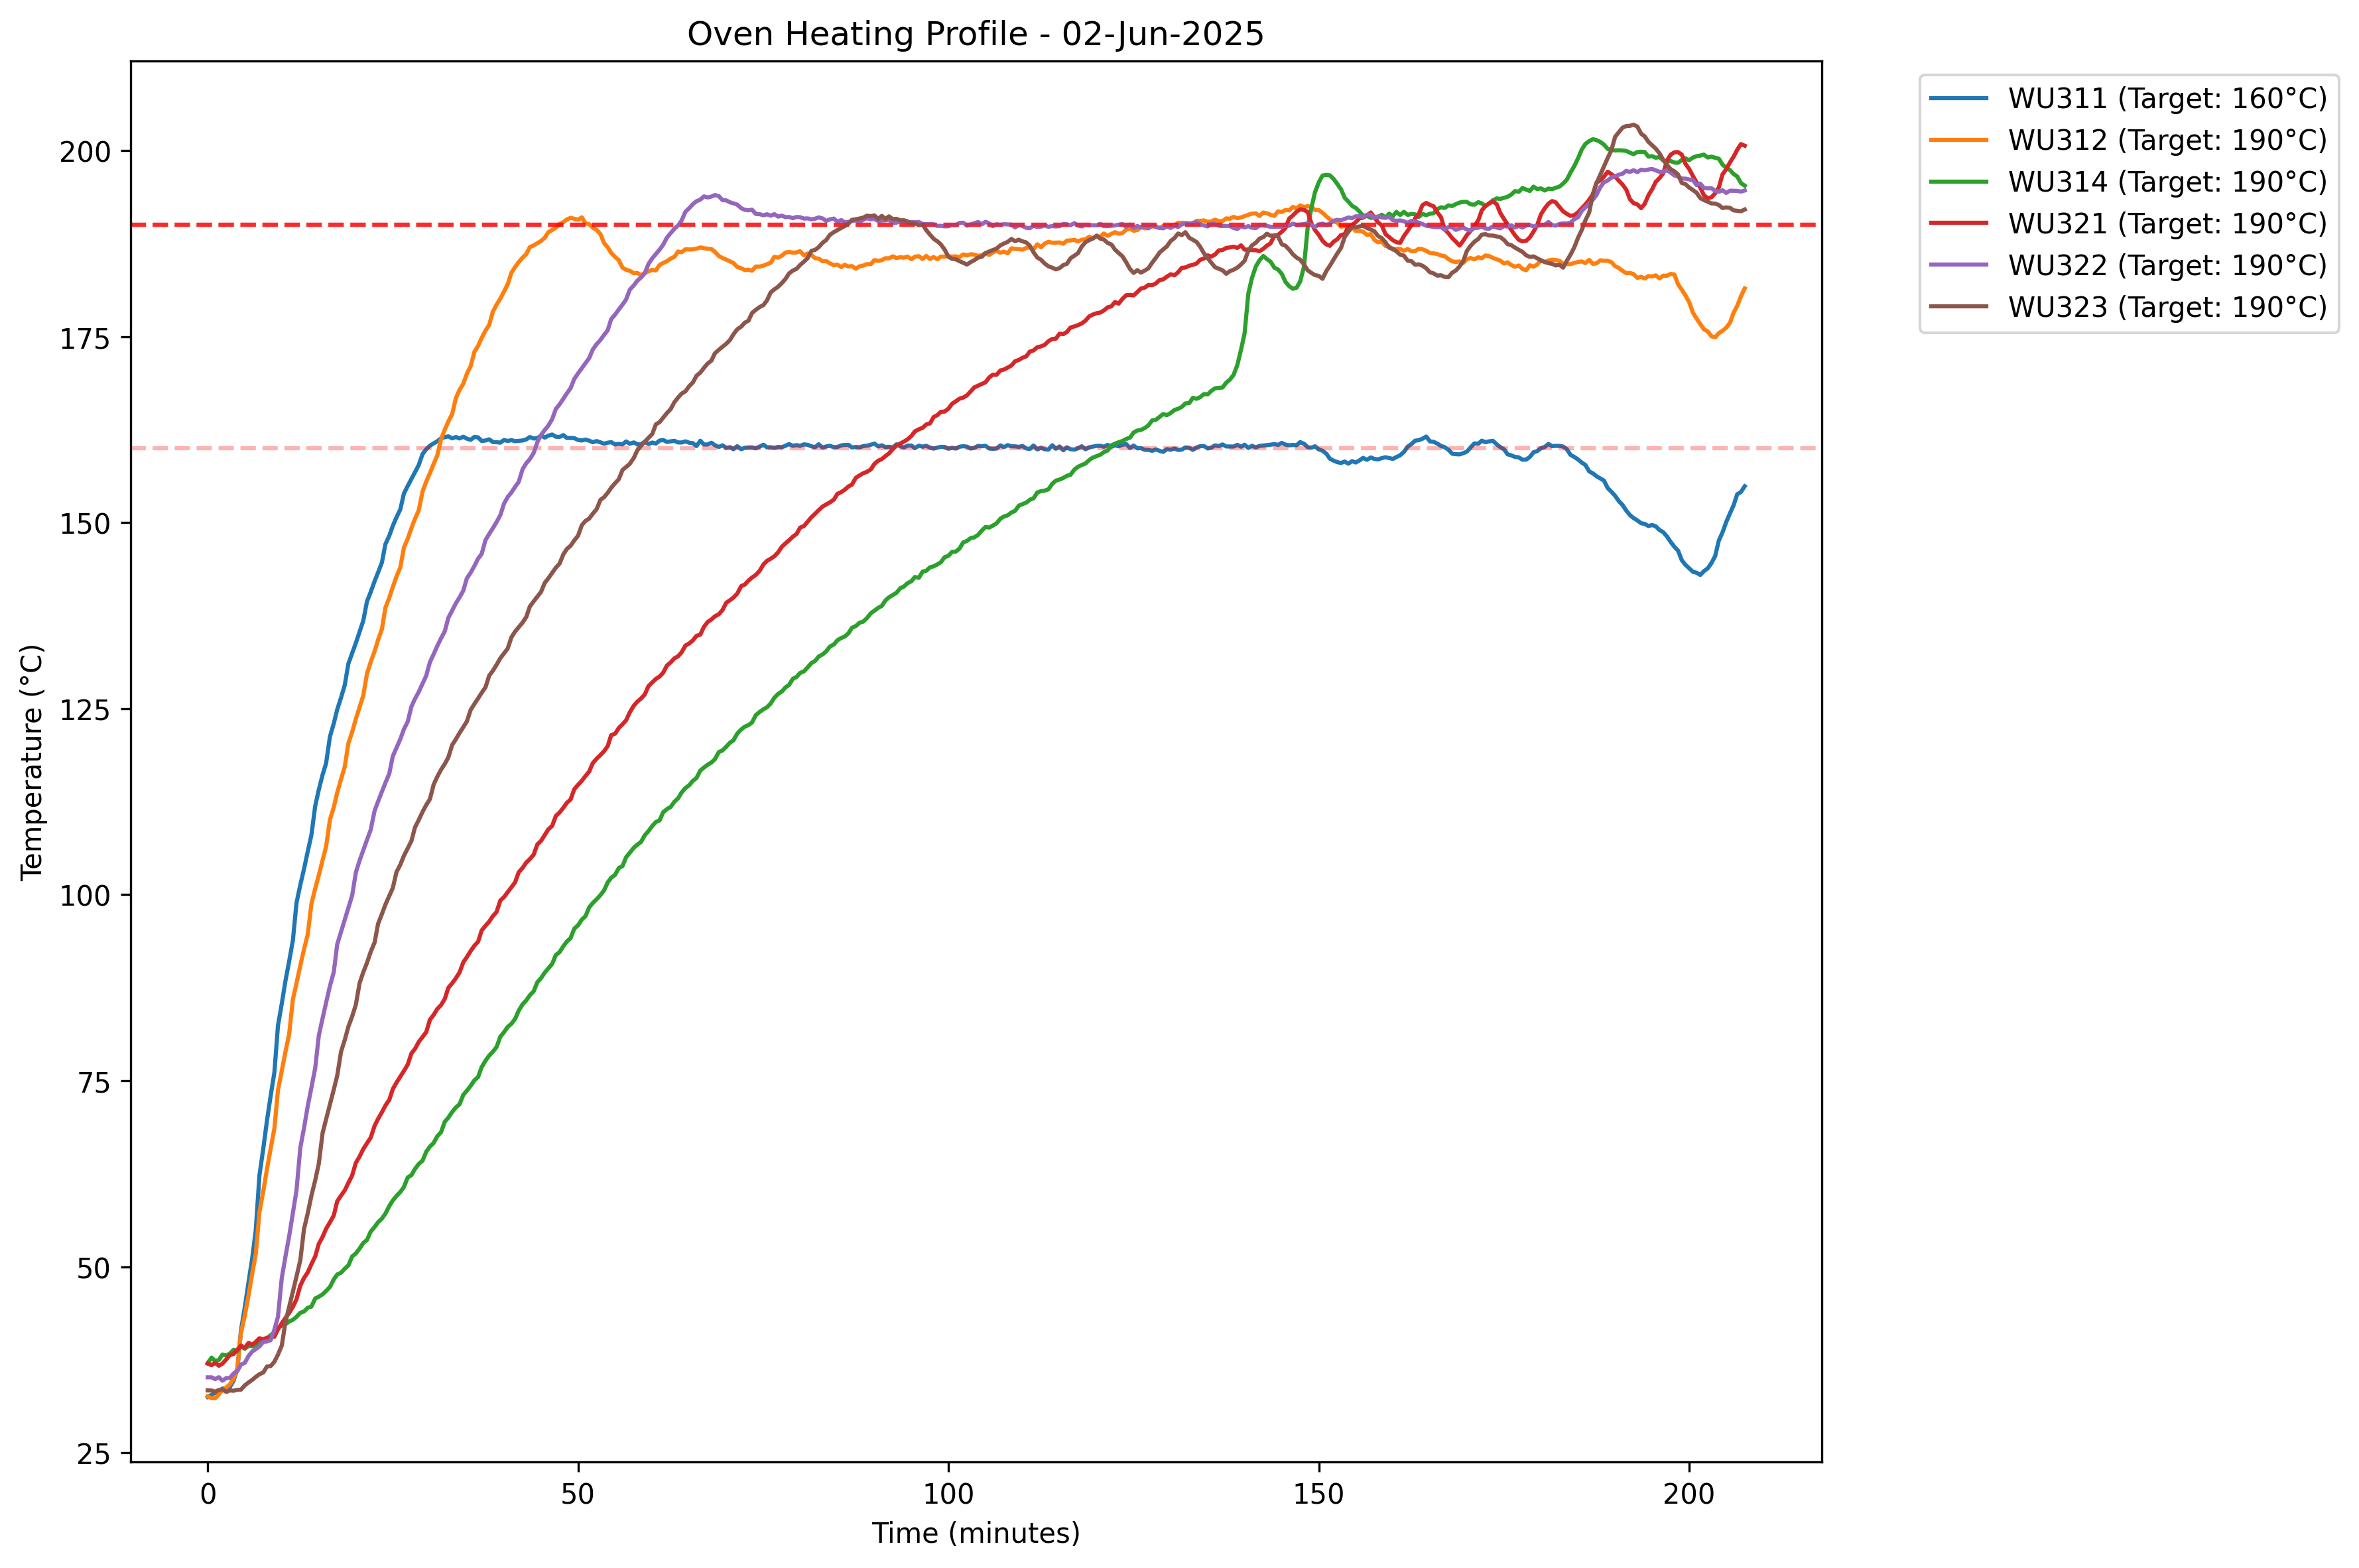 Oven Heating Profile - 02-Jun-2025
WU311 (Target: 160°C)
WU312 (Target: 190°C)
WU314 (Target: 190°C)
WU321 (Target: 190°C)
WU322 (Target: 190°C)
WU323 (Target: 190°C)
Temperature (°C)
200
175
150
125
100
75
50
25
0 50 100 150 200
Time (minutes)